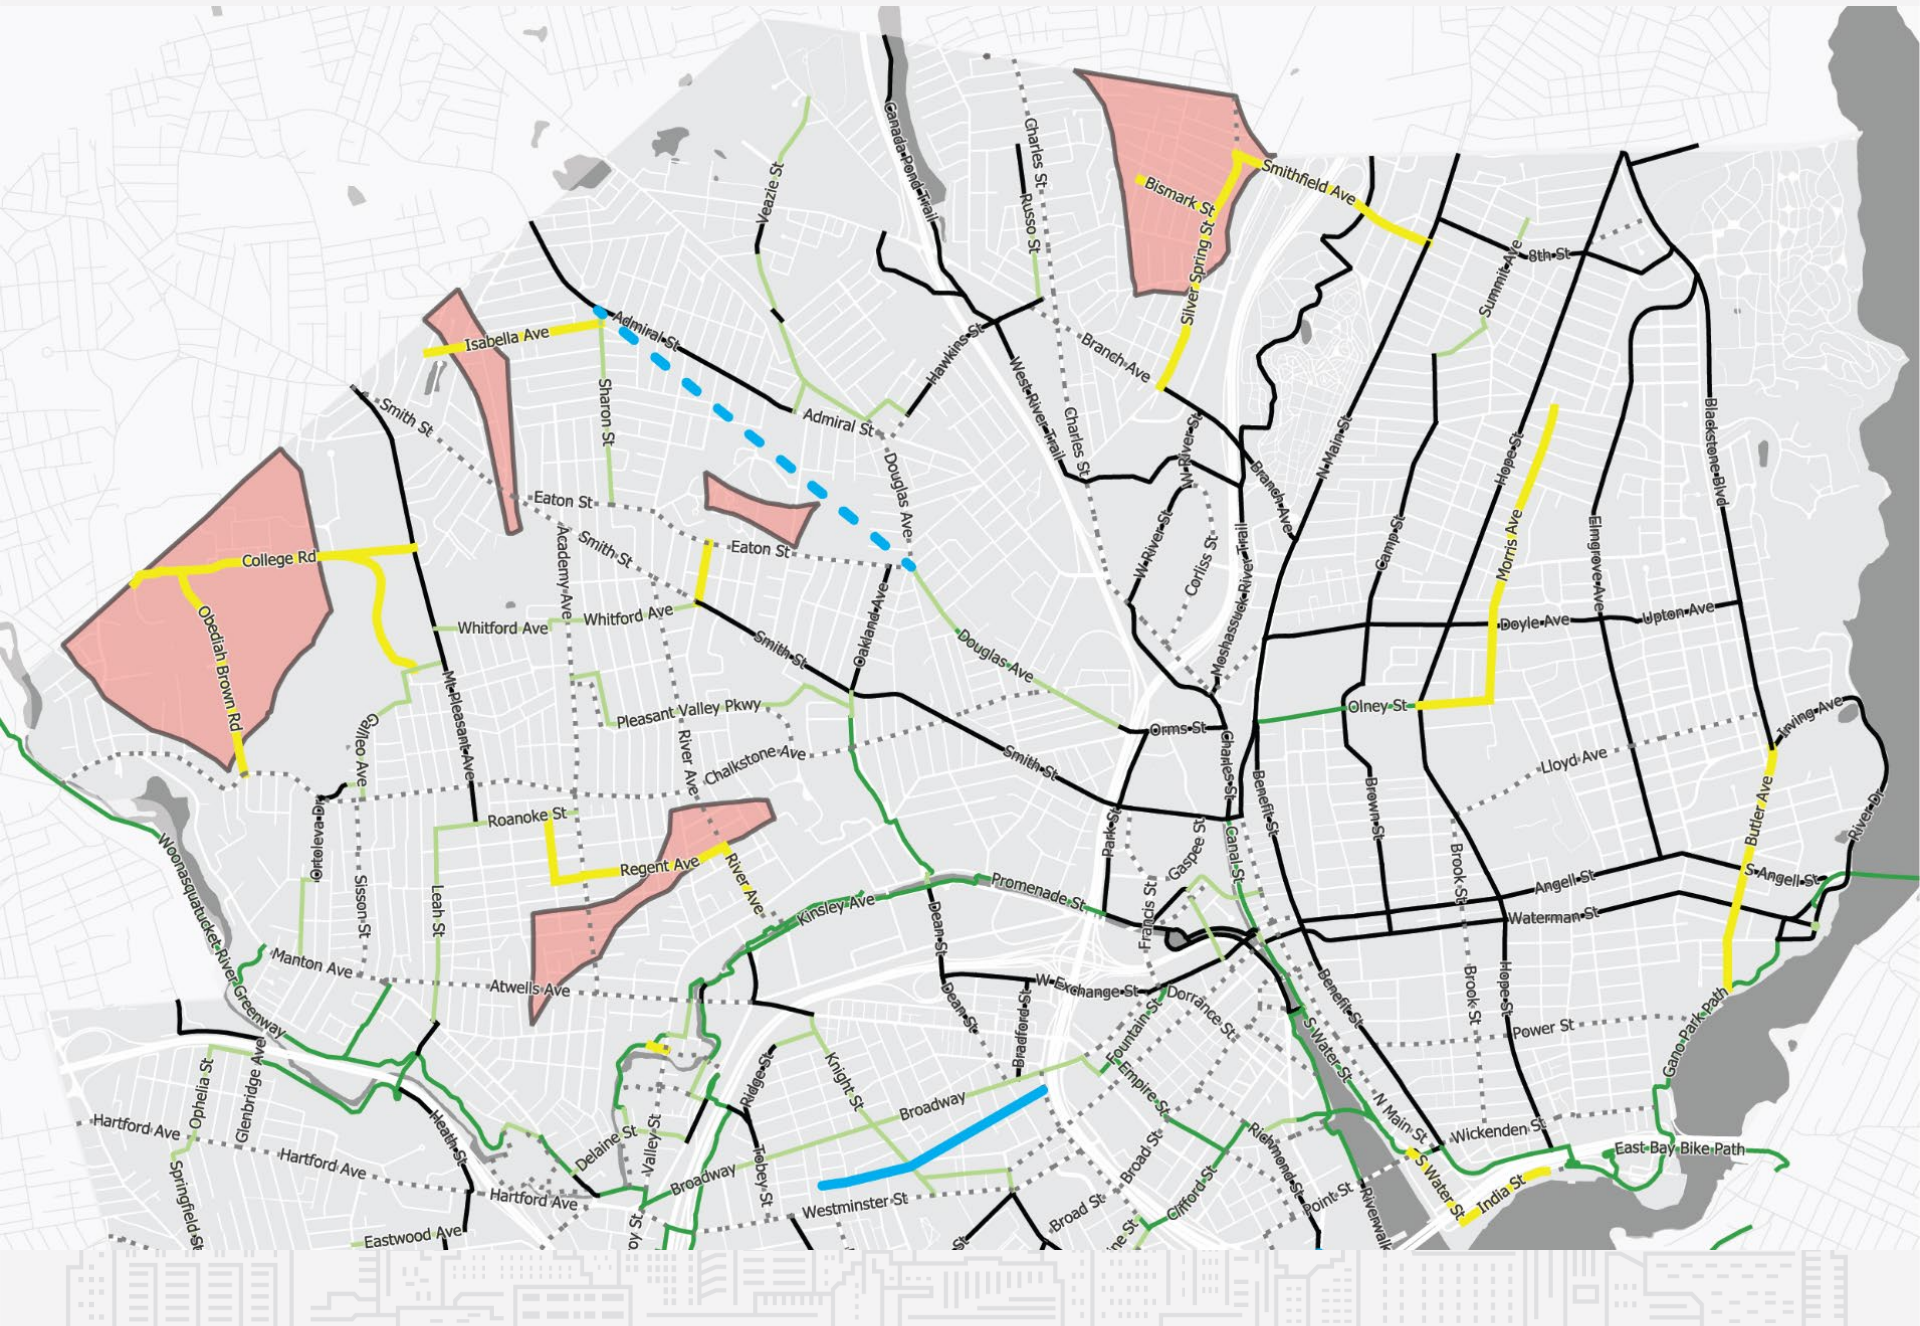 Canada Pond Trail
Charles St
Veazie St
Russo St
Bismark St
Smithfield Ave
Silver Spring St
8th St
Summit Ave
Isabella Ave
Admiral St
Hawkins St
Branch Ave
West River Trail
Smith St
Sharon St
Admiral St
Charles St
W River St
N Main St
Hope St
Blackstone Blvd
Douglas Ave
Branch Ave
Eaton St
Academy Ave
Smith St
Eaton St
W River St
Corliss St
Moshassuck River Trail
Camp St
Morris Ave
Elmgrove Ave
College Rd
Obediah Brown Rd
Whitford Ave
Whitford Ave
Smith St
Oakland Ave
Douglas Ave
Doyle Ave
Upton Ave
Mt Pleasant Ave
Galileo Ave
Pleasant Valley Pkwy
River Ave
Chalkstone Ave
Smith St
Orms St
Charles St
Olney St
Irving Ave
Lloyd Ave
Benefit St
Brown St
Butler Ave
River Dr
Oriole Ave
Roanoke St
Regent Ave
River Ave
Park St
Gaspee St
Canal St
Brook St
Woonasquatucket River Greenway
Sisson St
Leah St
Kinsley Ave
Promenade St
Francis St
Angell St
S Angell St
Waterman St
Dean St
Manton Ave
Atwells Ave
W Exchange St
Dean St
Bradford St
Dorrance St
Fountain St
Benefit St
Brook St
Hope St
Power St
Gano Park Path
S Water St
Ophelia St
Glenbridge Ave
Ridge St
Knight St
Broadway
Empire St
N Main St
Wickenden St
East Bay Bike Path
Hartford Ave
Heath St
Delaine St
Valley St
Tobey St
Broadway
Broad St
Richmond St
Hartford Ave
Springfield St
Hartford Ave
Westminster St
Broad St
Clifford St
Point St
Riverwalk
S Water St
India St
Eastwood Ave
oy St
st
ine St